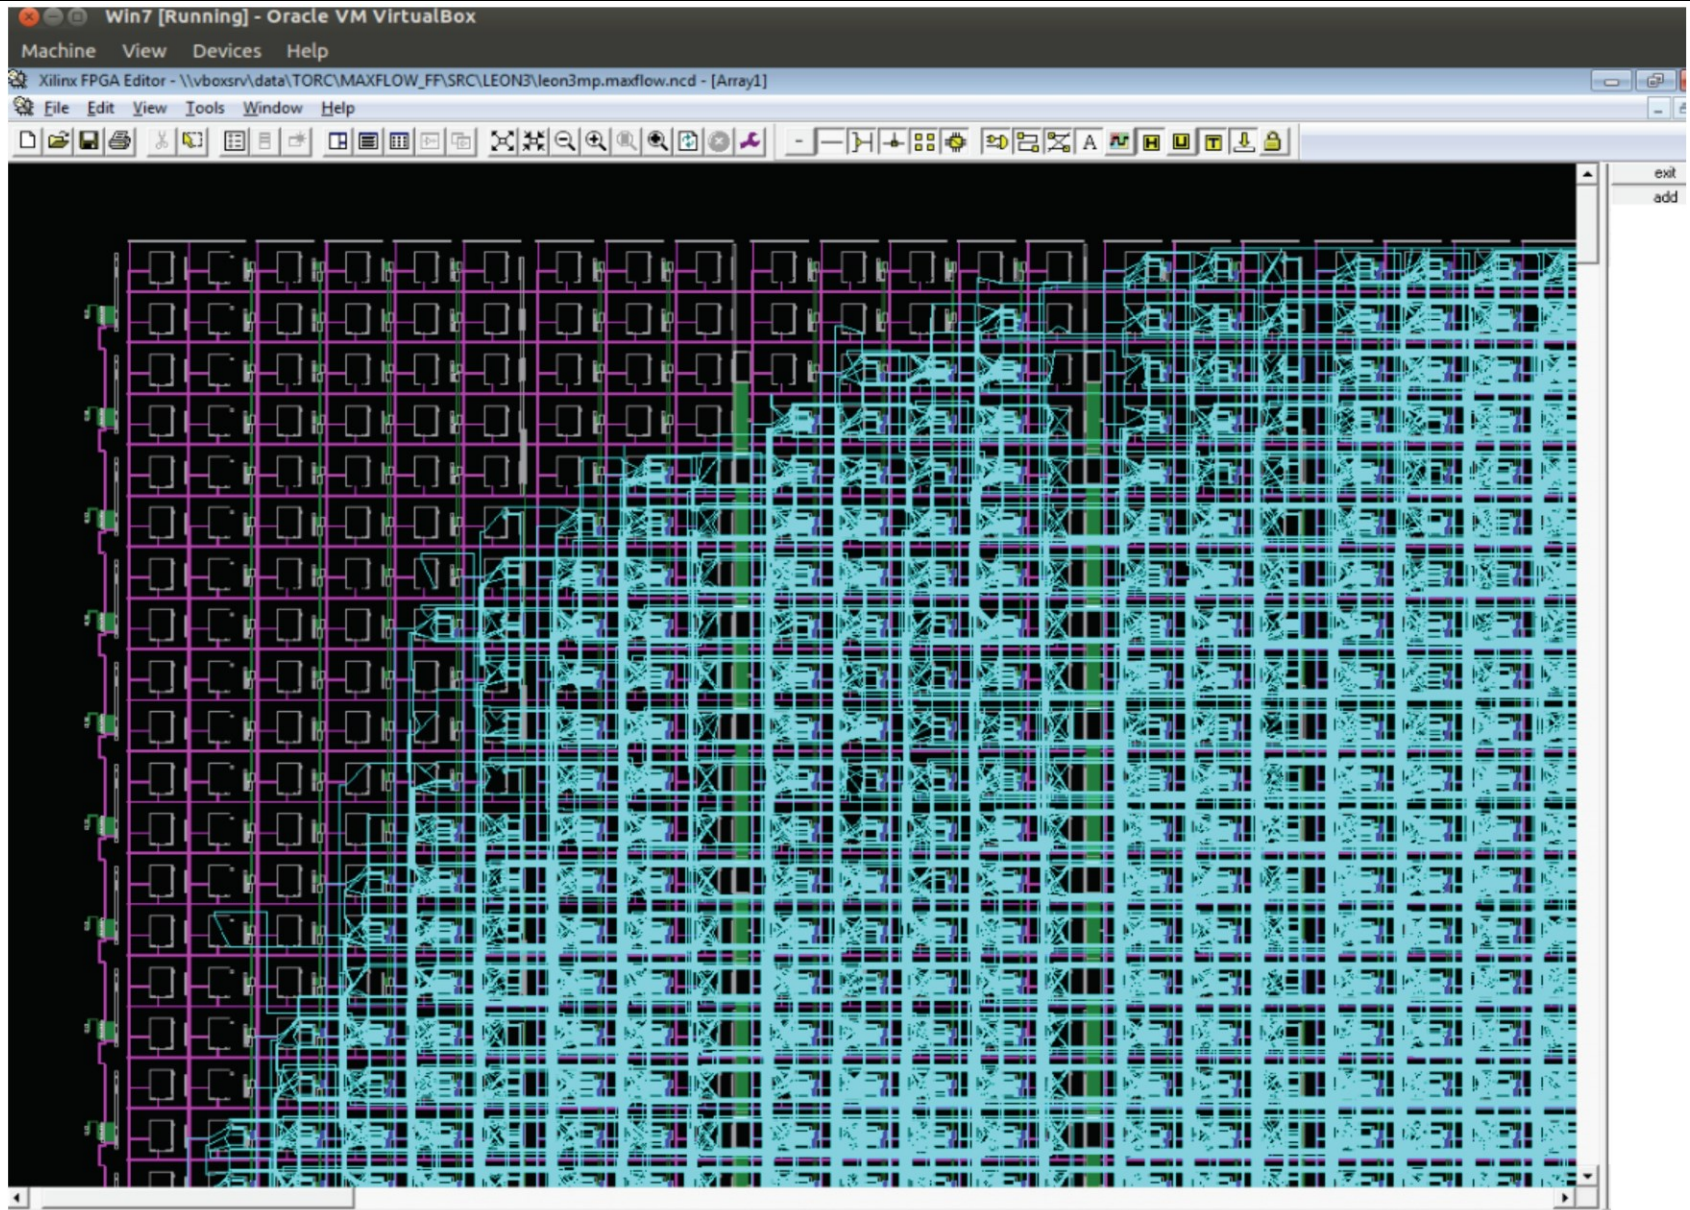 Win7 [Running] - Oracle VM VirtualBox
Machine View Devices Help
Xilinx FPGA Editor - \\vboxsrv\data\TORC\MAXFLOW_FF\SRC\LEON3\leon3mp.maxflow.ncd - [Array1]
File Edit View Tools Window Help
A H U T
exit
add